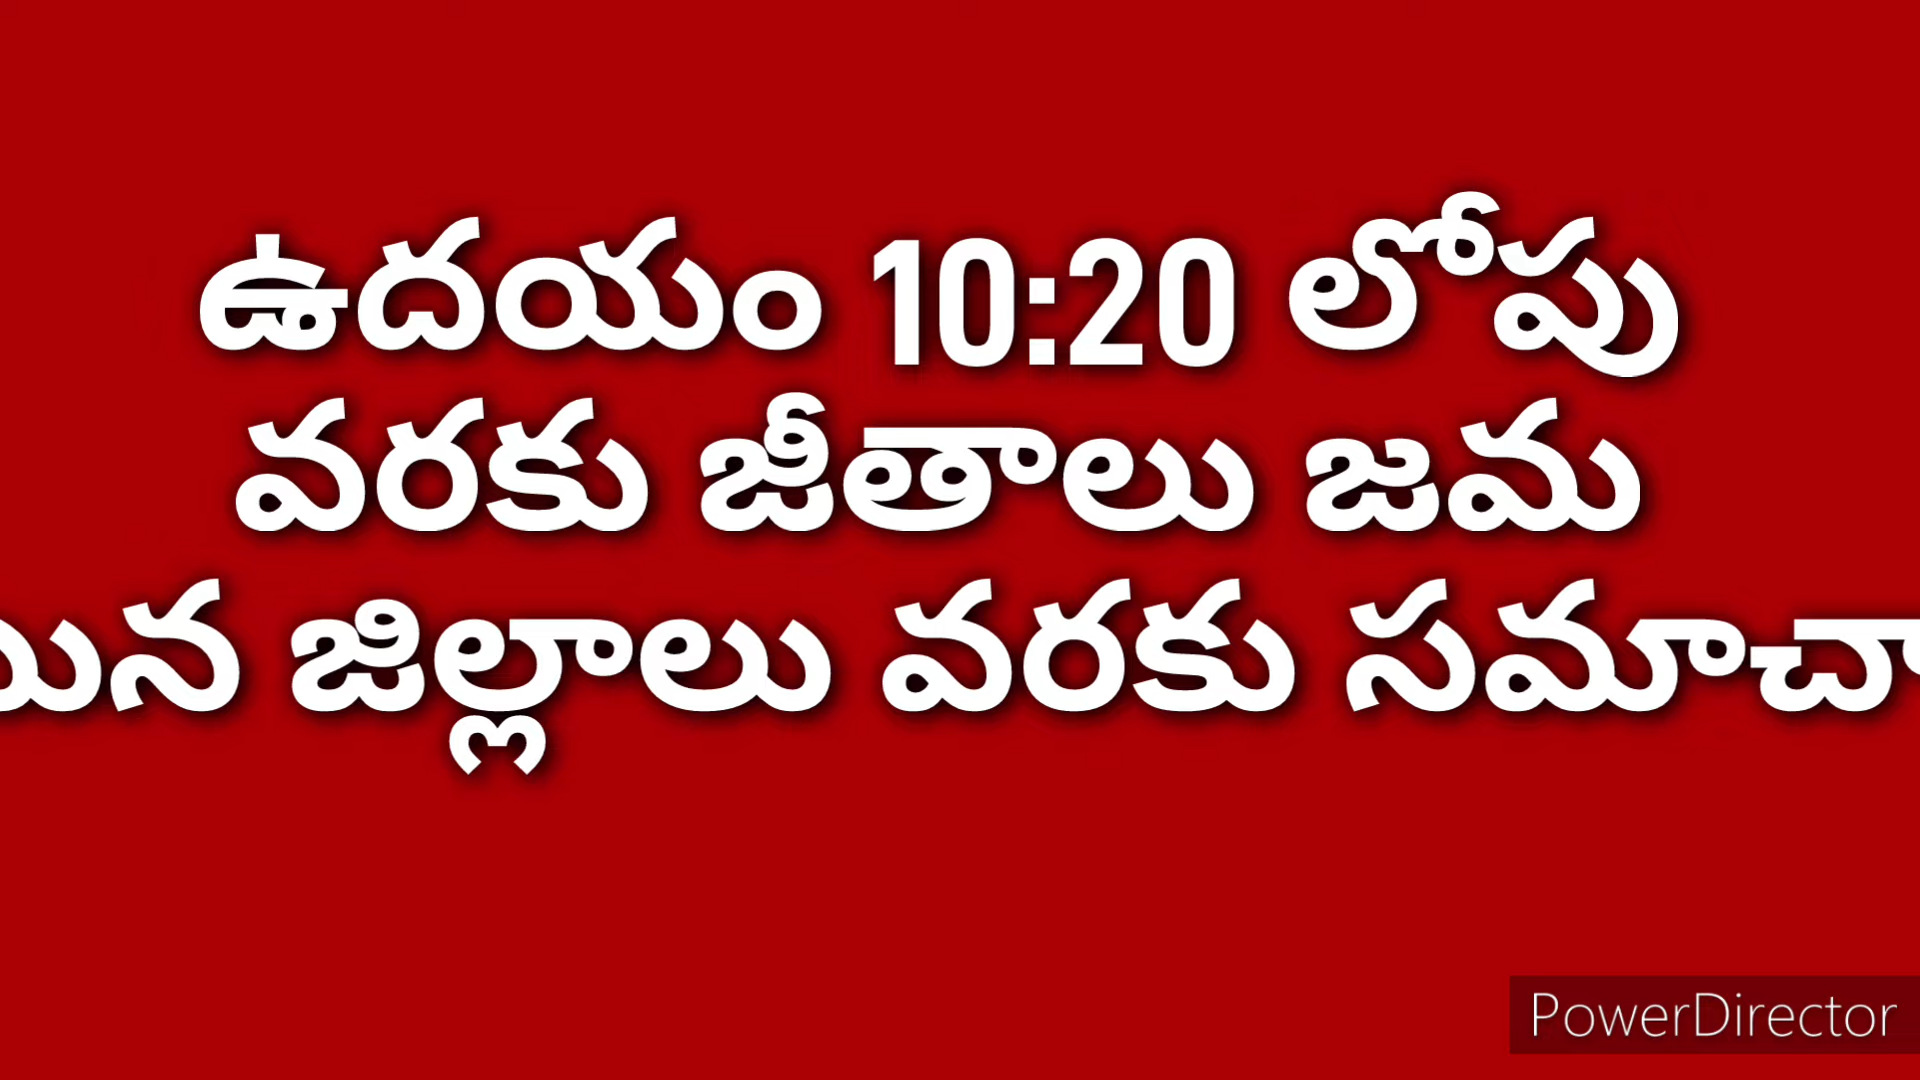 ఉదయం 10:20 లోపు
వరకు జీతాలు జమ
యిన జిల్లాలు వరకు సమాచా
PowerDirector